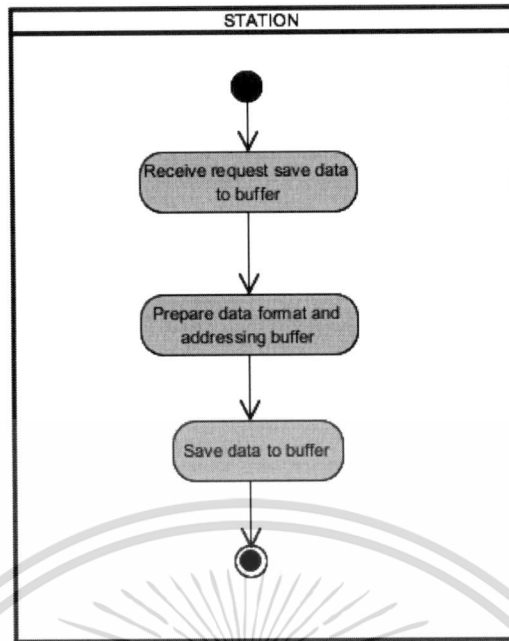 STATION
Receive request save data
to buffer
Prepare data format and
addressing buffer
Save data to buffer